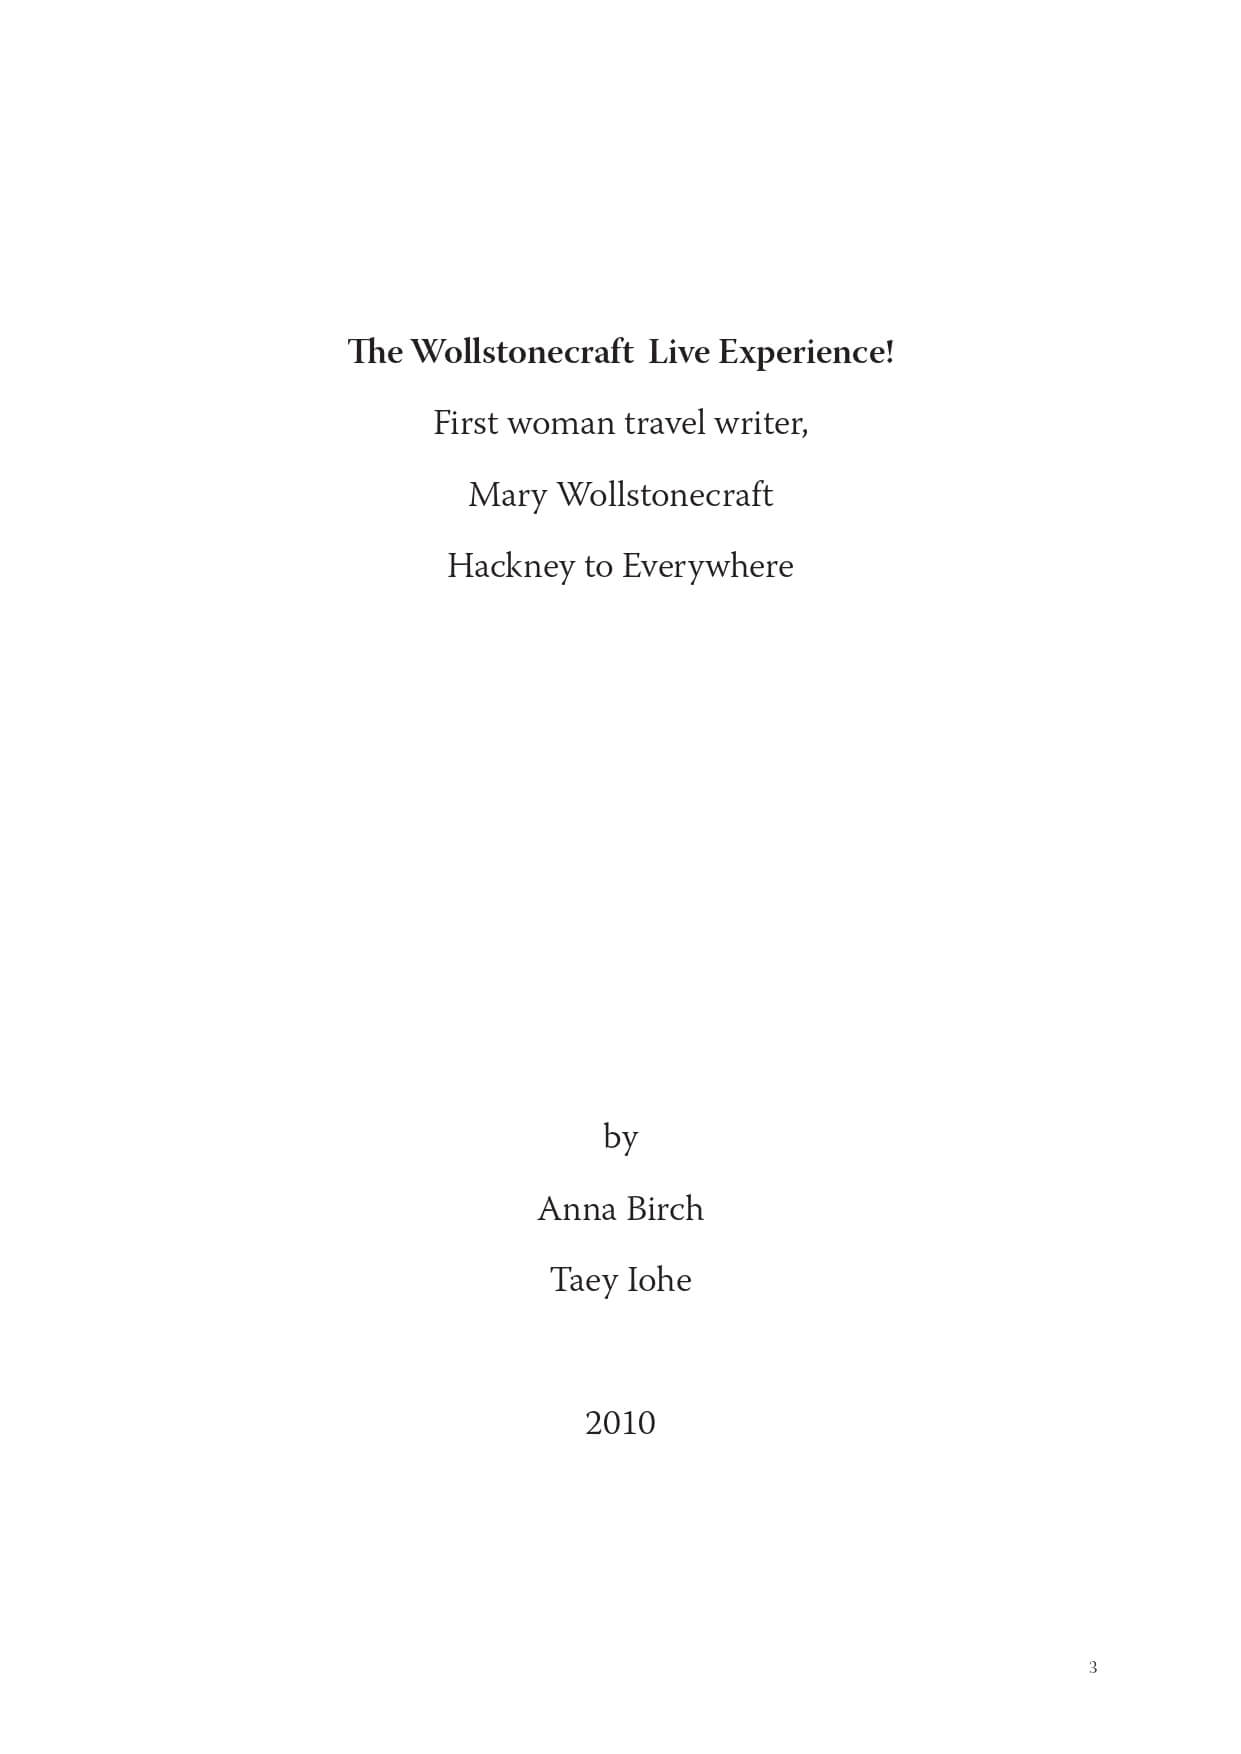 The Wollstonecraft  Live Experience!
First woman travel writer,
Mary Wollstonecraft
Hackney to Everywhere
by
Anna Birch
Taey Iohe
2010
3